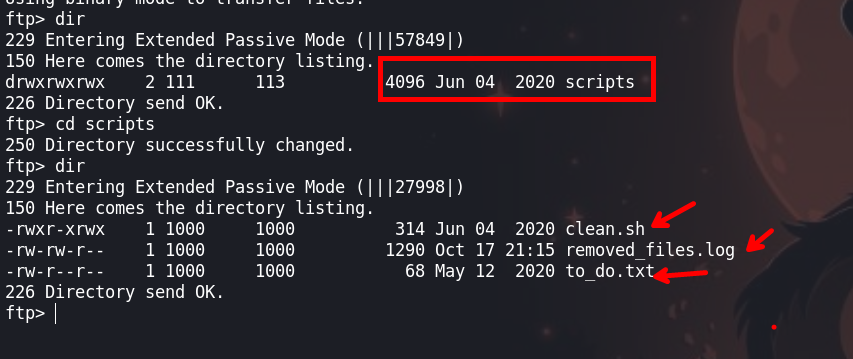 using binary mode to transfer files.
ftp> dir
229 Entering Extended Passive Mode (|||57849|)
150 Here comes the directory listing.
drwxrwxrwx    2 111      113          4096 Jun 04  2020 scripts
226 Directory send OK.
ftp> cd scripts
250 Directory successfully changed.
ftp> dir
229 Entering Extended Passive Mode (|||27998|)
150 Here comes the directory listing.
-rwxr-xrwx    1 1000     1000          314 Jun 04  2020 clean.sh
-rw-rw-r--    1 1000     1000         1290 Oct 17 21:15 removed_files.log
-rw-r--r--    1 1000     1000           68 May 12  2020 to_do.txt
226 Directory send OK.
ftp>